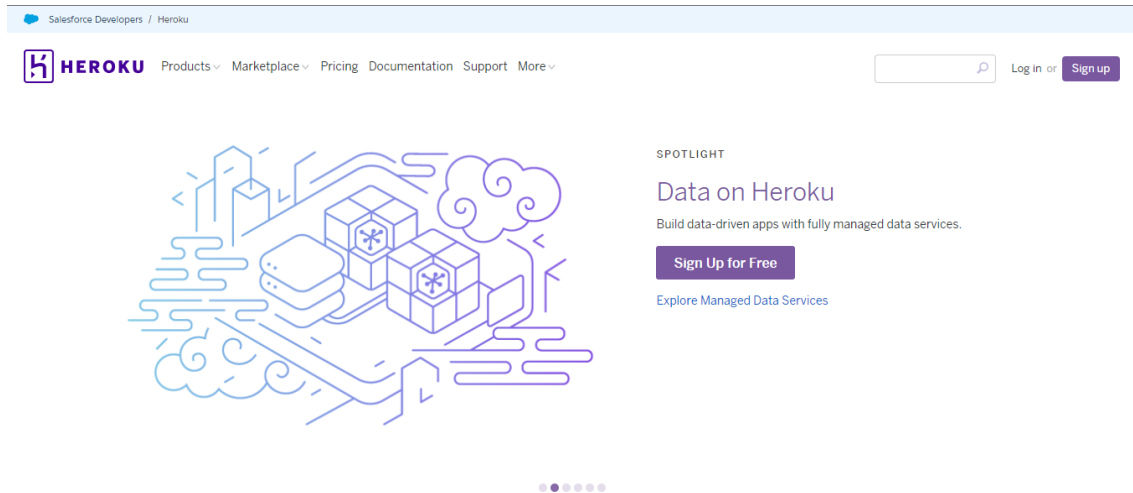 Salesforce Developers / Heroku
HEROKU Products Marketplace Pricing Documentation Support More Log in or Sign up
SPOTLIGHT
Data on Heroku
Build data-driven apps with fully managed data services.
Sign Up for Free
Explore Managed Data Services